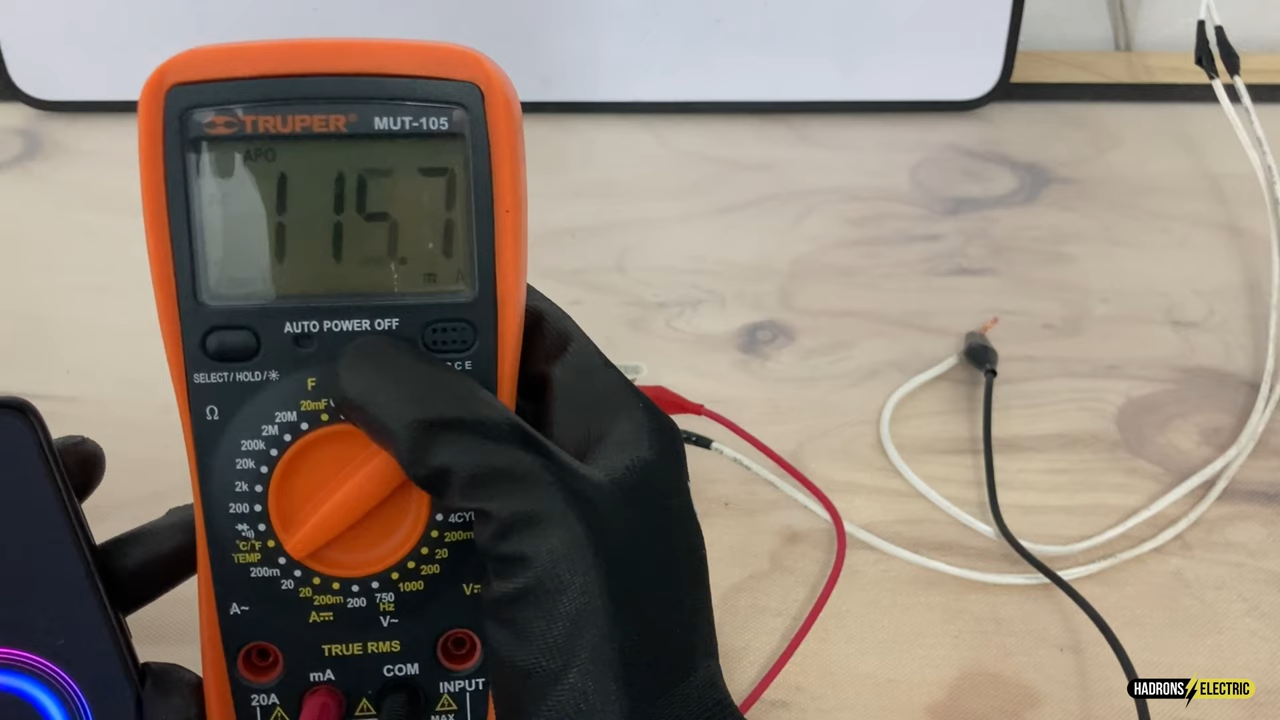 TRUPER® MUT-105
APO
115.7
m A
AUTO POWER OFF
SELECT / HOLD /
F
20mF
Ω
20M
2M
200k
20k
2k
200
°C/°F
TEMP
200m
20
A~
20
200m
A
200
750
Hz
V~
1000
200
20
200m
4CY
V
TRUE RMS
20A
mA
COM
INPUT
MAX
HADRONS ELECTRIC